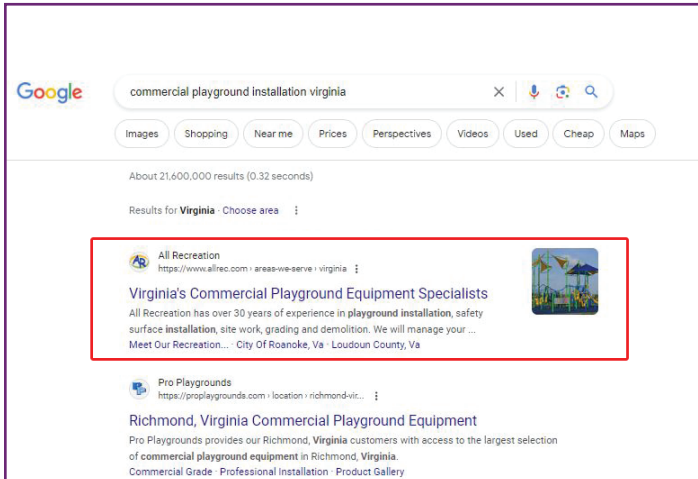 Google
commercial playground installation virginia
Images Shopping Near me Prices Perspectives Videos Used Cheap Maps
About 21,600,000 results (0.32 seconds)
Results for Virginia · Choose area
AR
All Recreation
https://www.allrec.com › areas-we-serve › virginia
Virginia's Commercial Playground Equipment Specialists
All Recreation has over 30 years of experience in playground installation, safety
surface installation, site work, grading and demolition. We will manage your ...
Meet Our Recreation... · City Of Roanoke, Va · Loudoun County, Va
Pro Playgrounds
https://proplaygrounds.com › location › richmond-vir...
Richmond, Virginia Commercial Playground Equipment
Pro Playgrounds provides our Richmond, Virginia customers with access to the largest selection
of commercial playground equipment in Richmond, Virginia.
Commercial Grade · Professional Installation · Product Gallery